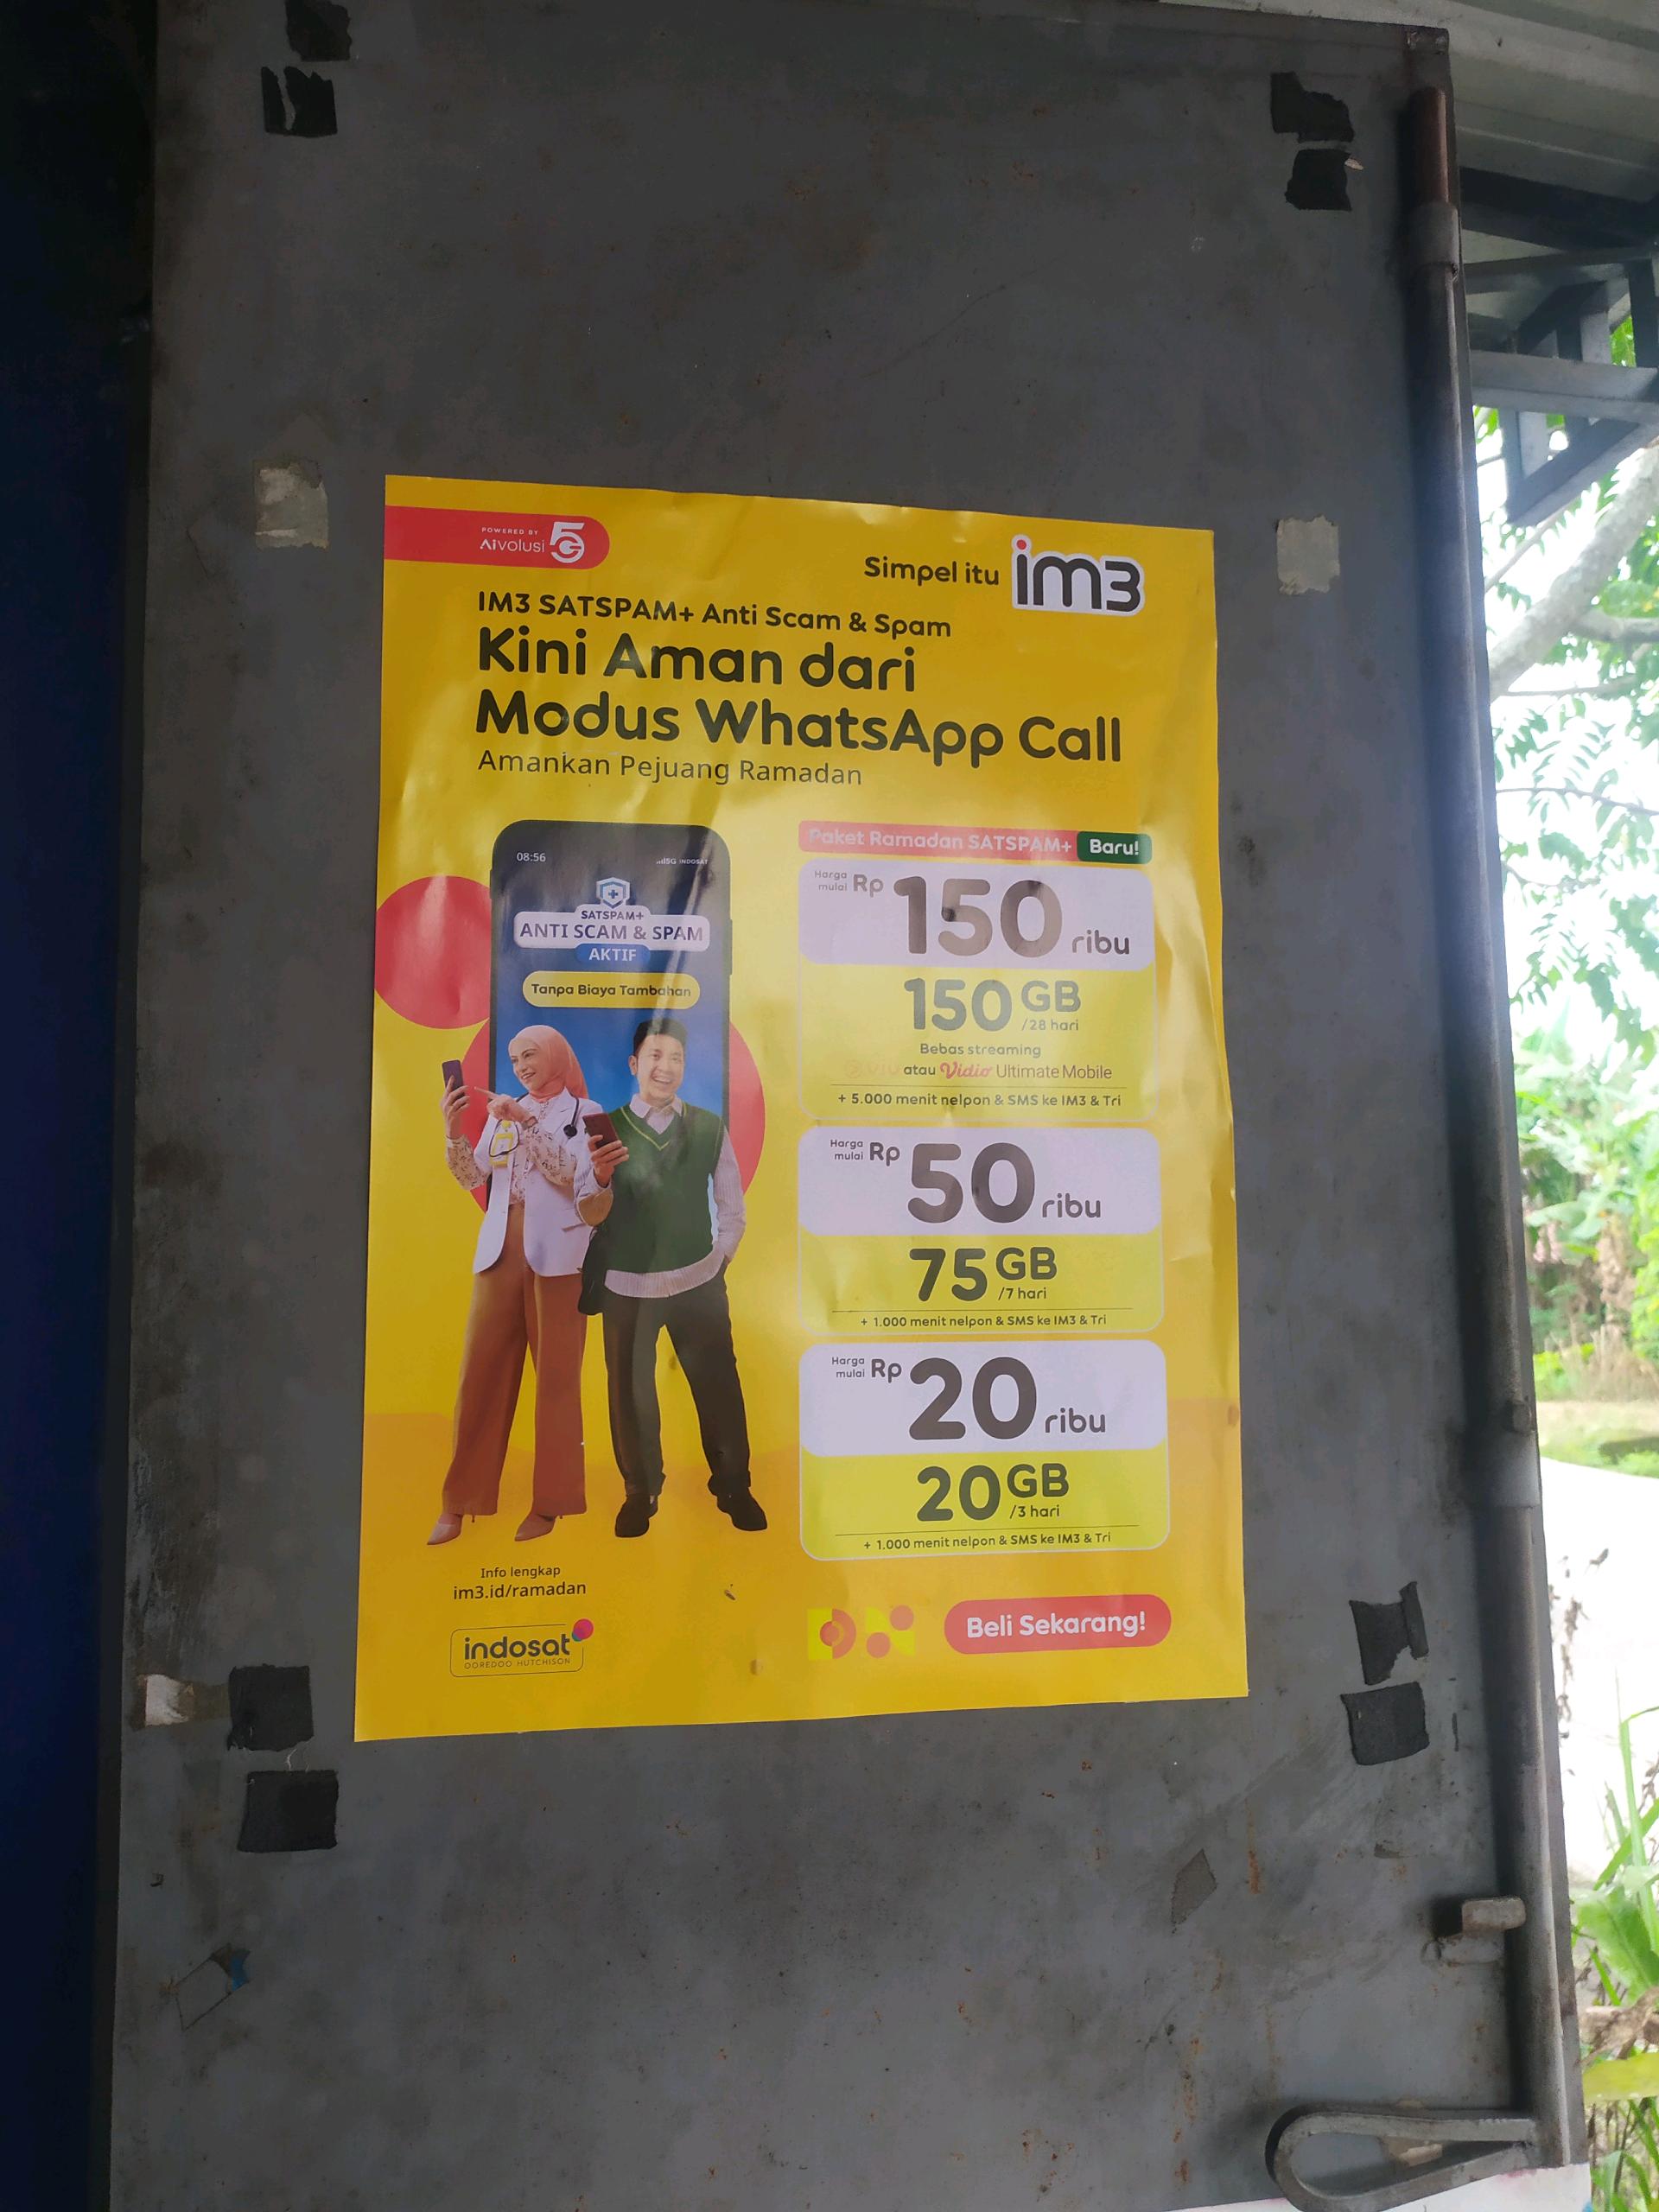 POWERED BY
AIvolusi 5G
Simpel itu im3
IM3 SATSPAM+ Anti Scam & Spam
Kini Aman dari
Modus WhatsApp Call
Amankan Pejuang Ramadan
08:56
5G INDOSAT
SATSPAM+
ANTI SCAM & SPAM
AKTIF
Tanpa Biaya Tambahan
Paket Ramadan SATSPAM+ Baru!
Harga mulai Rp 150 ribu
150 GB /28 hari
Bebas streaming
viu atau Vidio Ultimate Mobile
+ 5.000 menit nelpon & SMS ke IM3 & Tri
Harga mulai Rp 50 ribu
75 GB /7 hari
+ 1.000 menit nelpon & SMS ke IM3 & Tri
Harga mulai Rp 20 ribu
20 GB /3 hari
+ 1.000 menit nelpon & SMS ke IM3 & Tri
Info lengkap
im3.id/ramadan
indosat
OOREDOO HUTCHISON
Beli Sekarang!